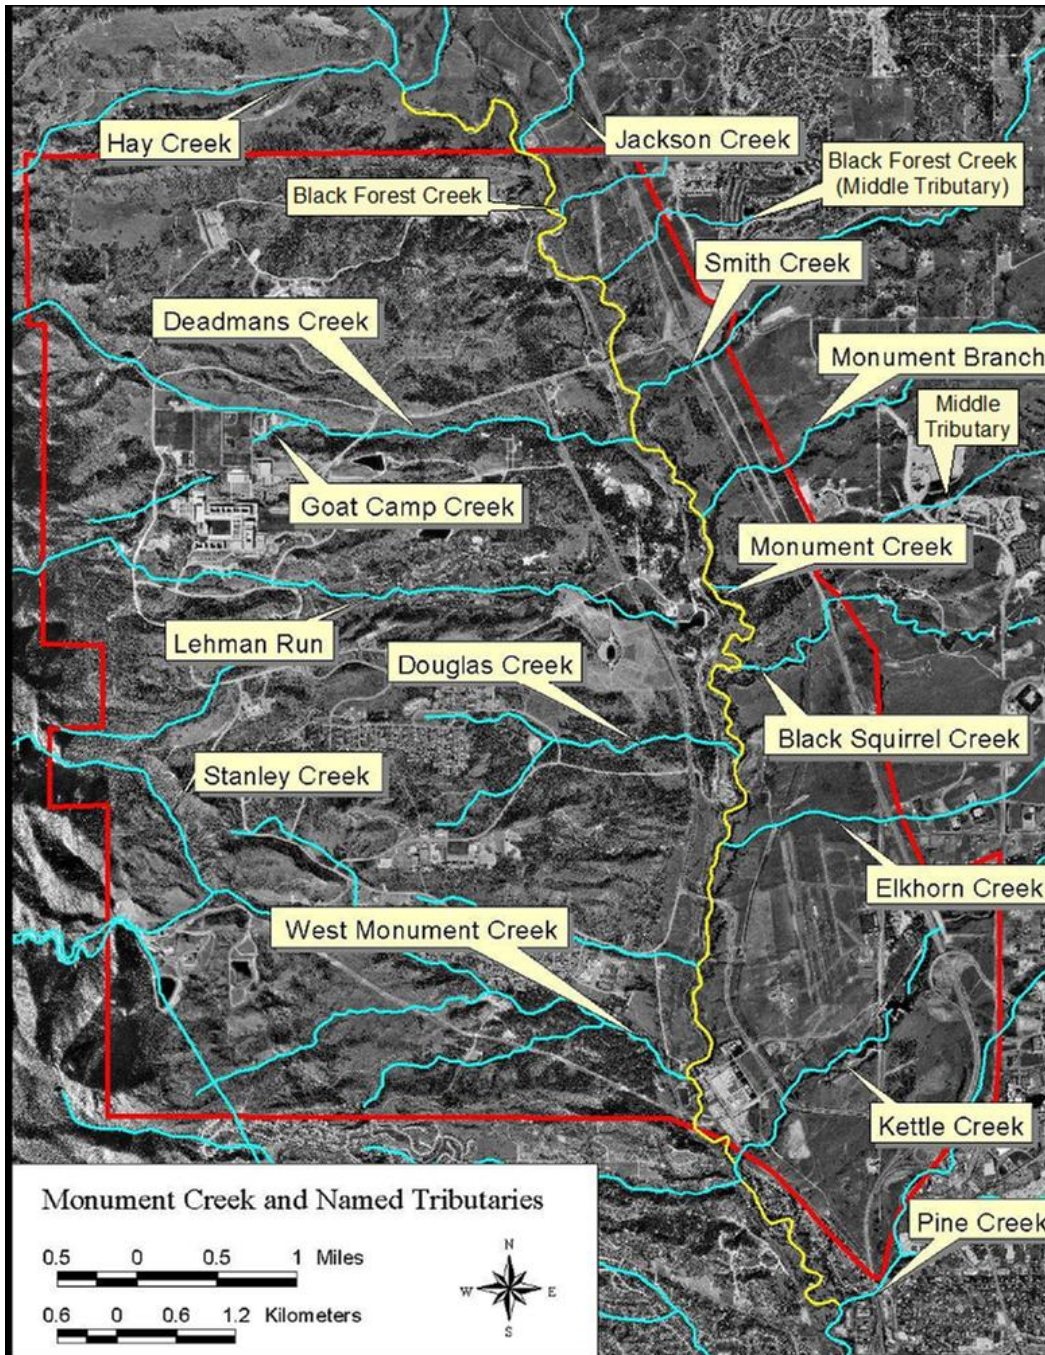 Hay Creek
Jackson Creek
Black Forest Creek
(Middle Tributary)
Black Forest Creek
Smith Creek
Deadmans Creek
Monument Branch
Middle
Tributary
Goat Camp Creek
Monument Creek
Lehman Run
Douglas Creek
Black Squirrel Creek
Stanley Creek
Elkhorn Creek
West Monument Creek
Kettle Creek
Pine Creek
Monument Creek and Named Tributaries
0.5 0 0.5 1 Miles
0.6 0 0.6 1.2 Kilometers
N
W E
S